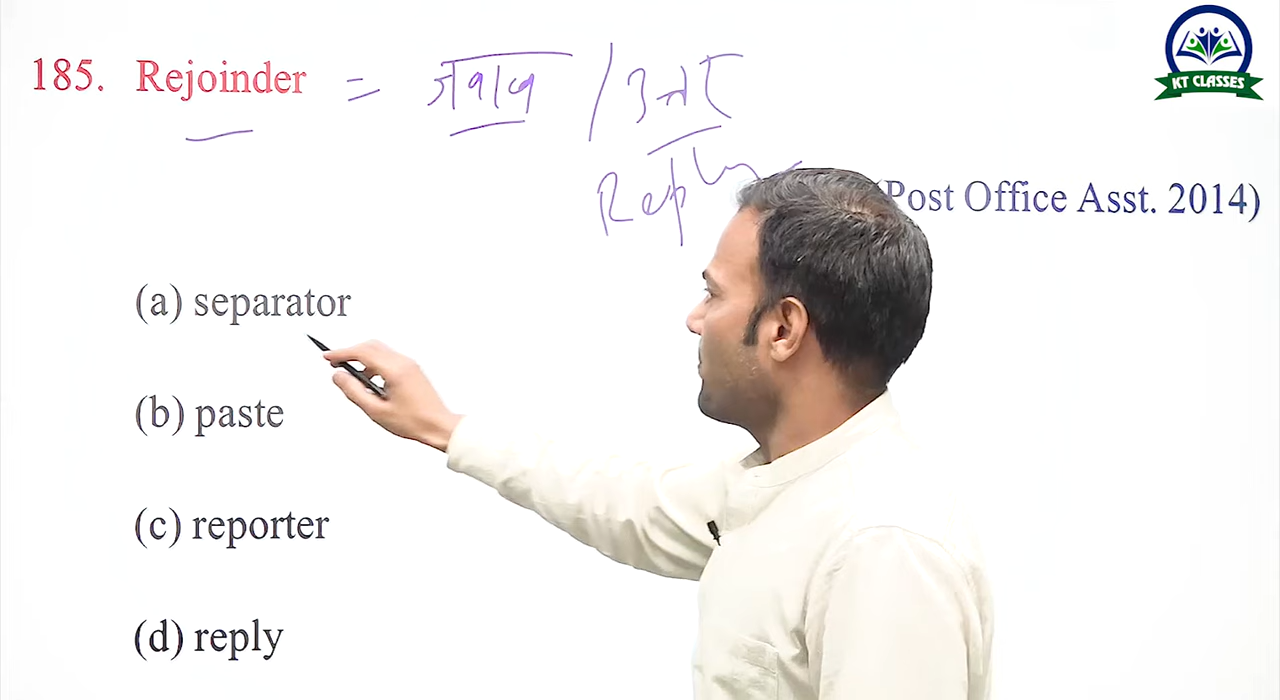 185. Rejoinder = जवाब / उत्तर
Reply
(Post Office Asst. 2014)
(a) separator
(b) paste
(c) reporter
(d) reply
KT CLASSES